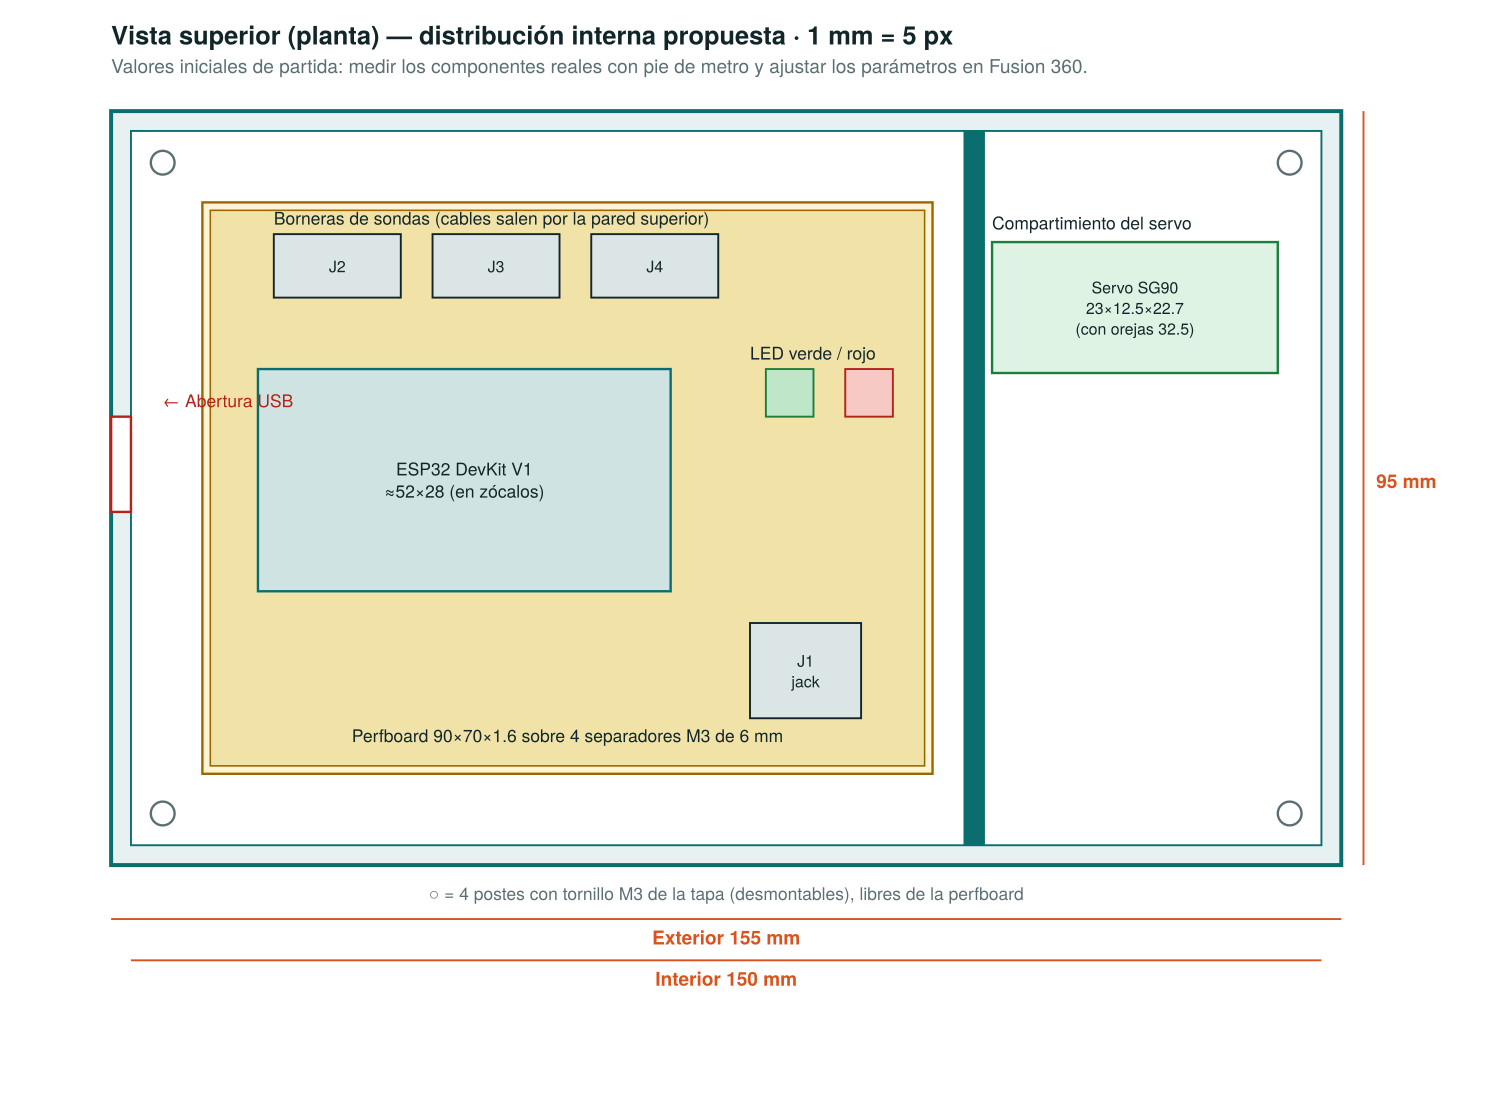 Vista superior (planta) — distribución interna propuesta · 1 mm = 5 px
Valores iniciales de partida: medir los componentes reales con pie de metro y ajustar los parámetros en Fusion 360.
Borneras de sondas (cables salen por la pared superior)
J2
J3
J4
Compartimiento del servo
Servo SG90
23×12.5×22.7
(con orejas 32.5)
LED verde / rojo
← Abertura USB
ESP32 DevKit V1
≈52×28 (en zócalos)
95 mm
J1
jack
Perfboard 90×70×1.6 sobre 4 separadores M3 de 6 mm
○ = 4 postes con tornillo M3 de la tapa (desmontables), libres de la perfboard
Exterior 155 mm
Interior 150 mm